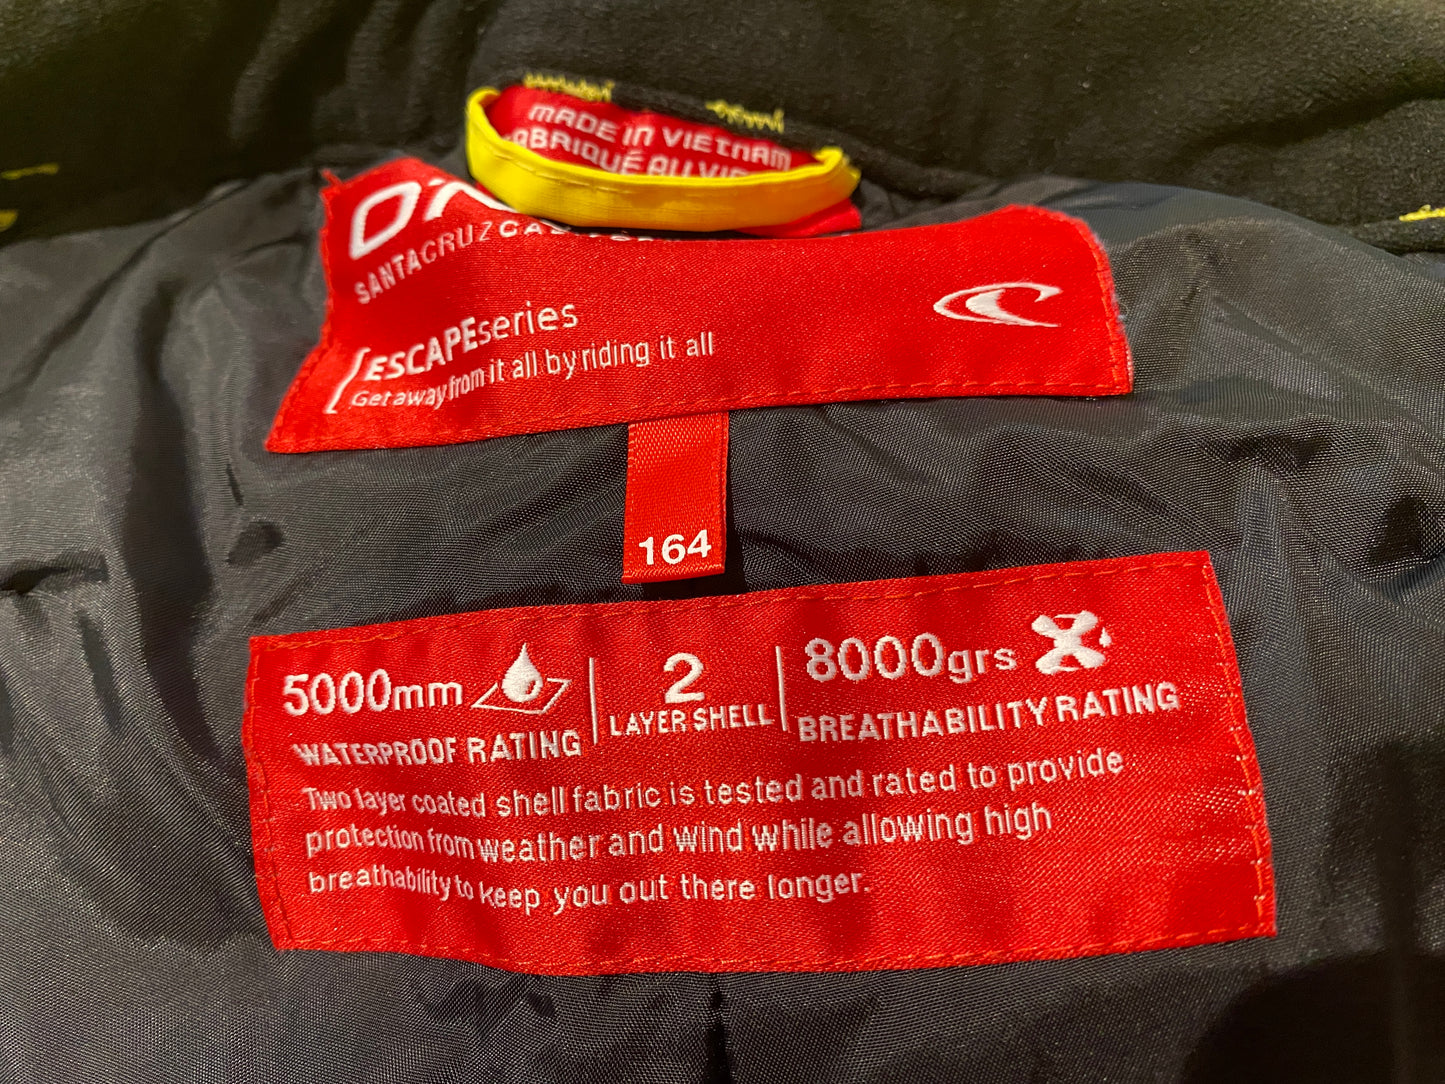 MADE IN VIETNAM
SANTACRUZ
ESCAPEseries
Get away from it all by riding it all
164
5000mm
WATERPROOF RATING
2
LAYER SHELL
8000grs
BREATHABILITY RATING
Two layer coated shell fabric is tested and rated to provide
protection from weather and wind while allowing high
breathability to keep you out there longer.